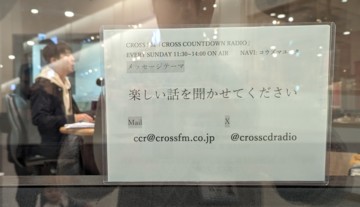 CROSS COUNTDOWN RADIO
EVERY SUNDAY 11:30-14:00 ON AIR NAVI:
メッセージテーマ
楽しい話を聞かせてください
Mail
ccr@crossfm.co.jp @crosscdradio